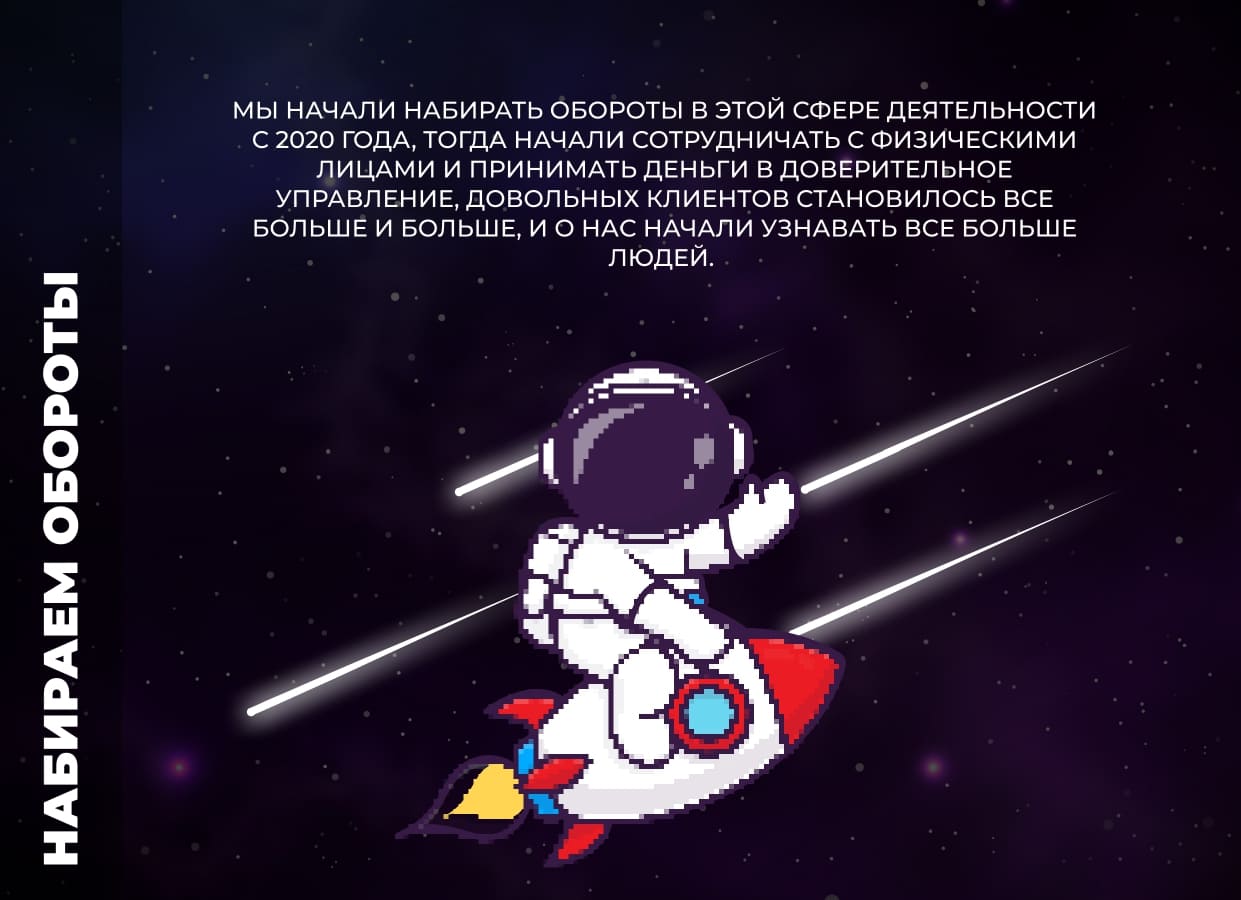 МЫ НАЧАЛИ НАБИРАТЬ ОБОРОТЫ В ЭТОЙ СФЕРЕ ДЕЯТЕЛЬНОСТИ
С 2020 ГОДА, ТОГДА НАЧАЛИ СОТРУДНИЧАТЬ С ФИЗИЧЕСКИМИ
ЛИЦАМИ И ПРИНИМАТЬ ДЕНЬГИ В ДОВЕРИТЕЛЬНОЕ
УПРАВЛЕНИЕ, ДОВОЛЬНЫХ КЛИЕНТОВ СТАНОВИЛОСЬ ВСЕ
БОЛЬШЕ И БОЛЬШЕ, И О НАС НАЧАЛИ УЗНАВАТЬ ВСЕ БОЛЬШЕ
ЛЮДЕЙ.
НАБИРАЕМ ОБОРОТЫ